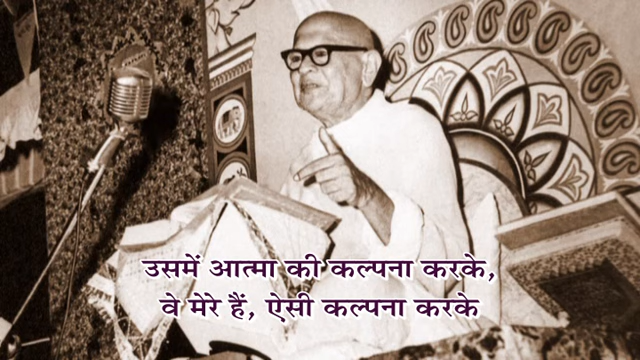 उसमें आत्मा की कल्पना करके,
वे मेरे हैं, ऐसी कल्पना करके